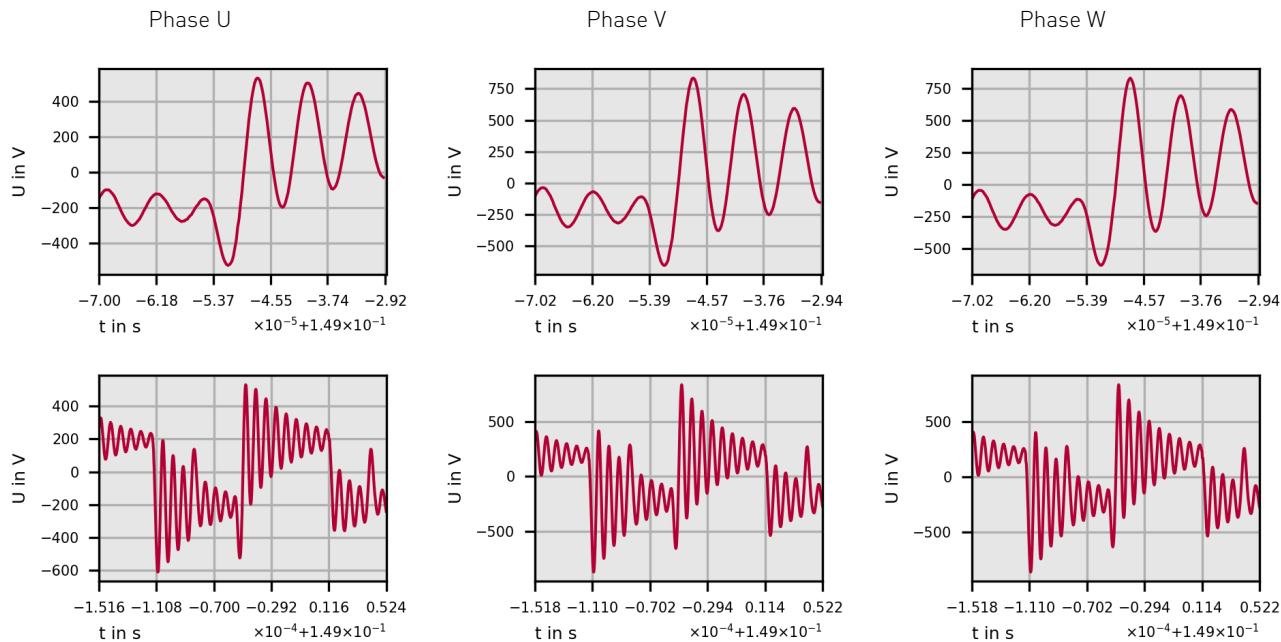 Phase U
Phase V
Phase W
U in V
400
200
0
−200
−400
−7.00 −6.18 −5.37 −4.55 −3.74 −2.92
t in s
×10⁻⁵+1.49×10⁻¹
U in V
750
500
250
0
−250
−500
−7.02 −6.20 −5.39 −4.57 −3.76 −2.94
t in s
×10⁻⁵+1.49×10⁻¹
U in V
750
500
250
0
−250
−500
−7.02 −6.20 −5.39 −4.57 −3.76 −2.94
t in s
×10⁻⁵+1.49×10⁻¹
U in V
400
200
0
−200
−400
−600
−1.516 −1.108 −0.700 −0.292 0.116 0.524
t in s
×10⁻⁴+1.49×10⁻¹
U in V
500
0
−500
−1.518 −1.110 −0.702 −0.294 0.114 0.522
t in s
×10⁻⁴+1.49×10⁻¹
U in V
500
0
−500
−1.518 −1.110 −0.702 −0.294 0.114 0.522
t in s
×10⁻⁴+1.49×10⁻¹